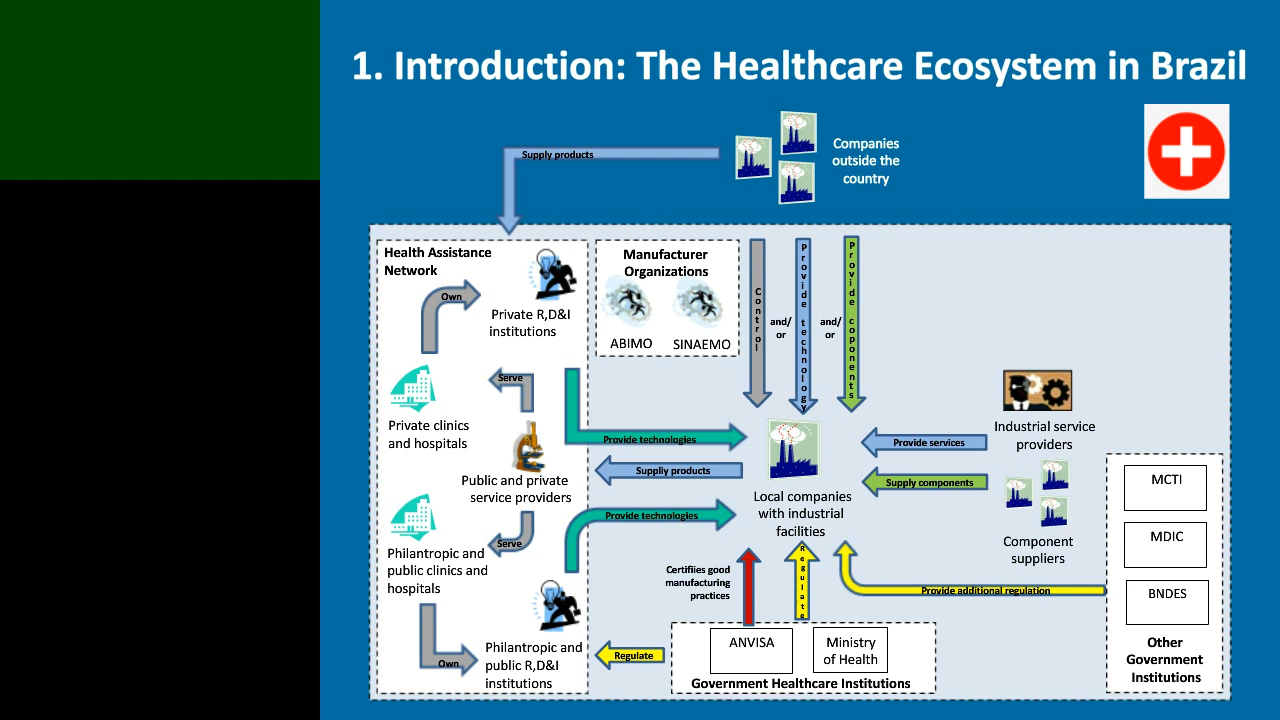 1. Introduction: The Healthcare Ecosystem in Brazil
Companies
outside the
country
Supply products
Health Assistance
Network
Own
Private R,D&I
institutions
Manufacturer
Organizations
ABIMO
SINAEMO
Control
and/
or
Provide technology
and/
or
Provide coponents
Serve
Private clinics
and hospitals
Provide technologies
Provide services
Industrial service
providers
Public and private
service providers
Suppliy products
Supply components
Local companies
with industrial
facilities
Provide technologies
Serve
Philantropic and
public clinics and
hospitals
Component
suppliers
MCTI
MDIC
BNDES
Other
Government
Institutions
Certifiies good
manufacturing
practices
Regulate
Provide additional regulation
Own
Philantropic and
public R,D&I
institutions
Regulate
ANVISA
Ministry
of Health
Government Healthcare Institutions